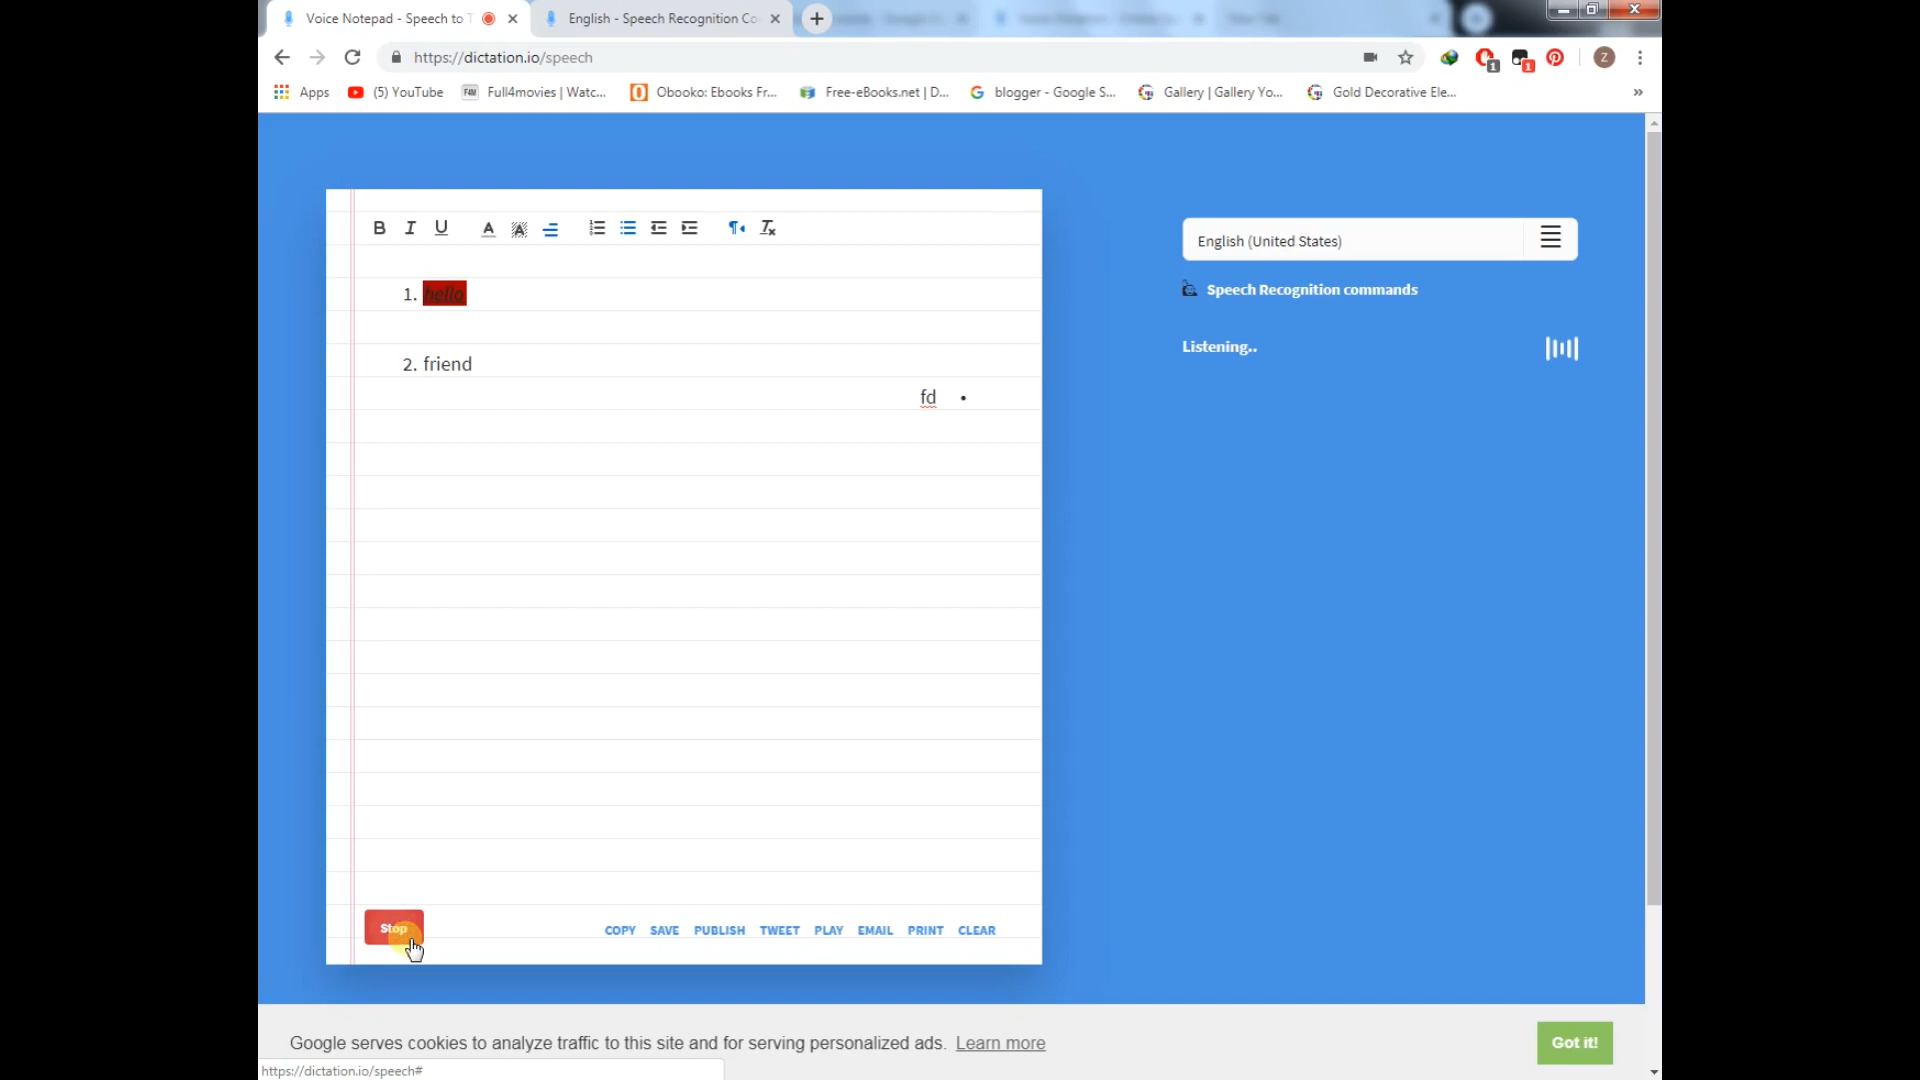 Voice Notepad - Speech to T
English - Speech Recognition Co
https://dictation.io/speech
1
1
Z
Apps
(5) YouTube
Full4movies | Watc...
Obooko: Ebooks Fr...
Free-eBooks.net | D...
blogger - Google S...
Gallery | Gallery Yo...
Gold Decorative Ele...
»
B I U A A
1. hello
2. friend
fd •
English (United States)
Speech Recognition commands
Listening..
Stop
COPY SAVE PUBLISH TWEET PLAY EMAIL PRINT CLEAR
Google serves cookies to analyze traffic to this site and for serving personalized ads. Learn more
Got it!
https://dictation.io/speech#